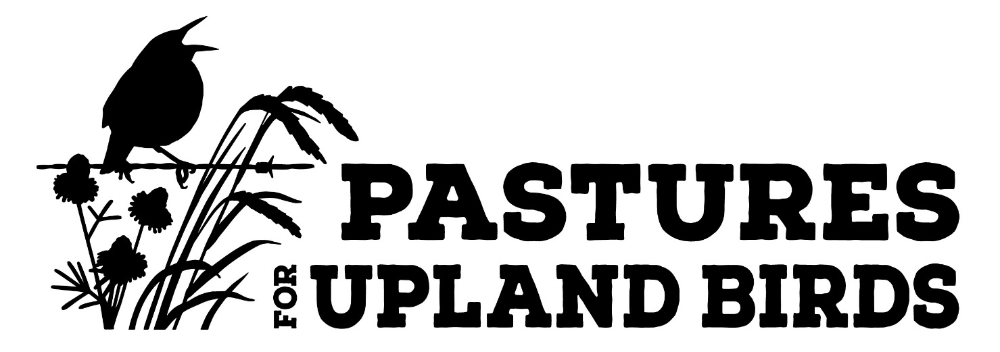 PASTURES
FOR
UPLAND BIRDS